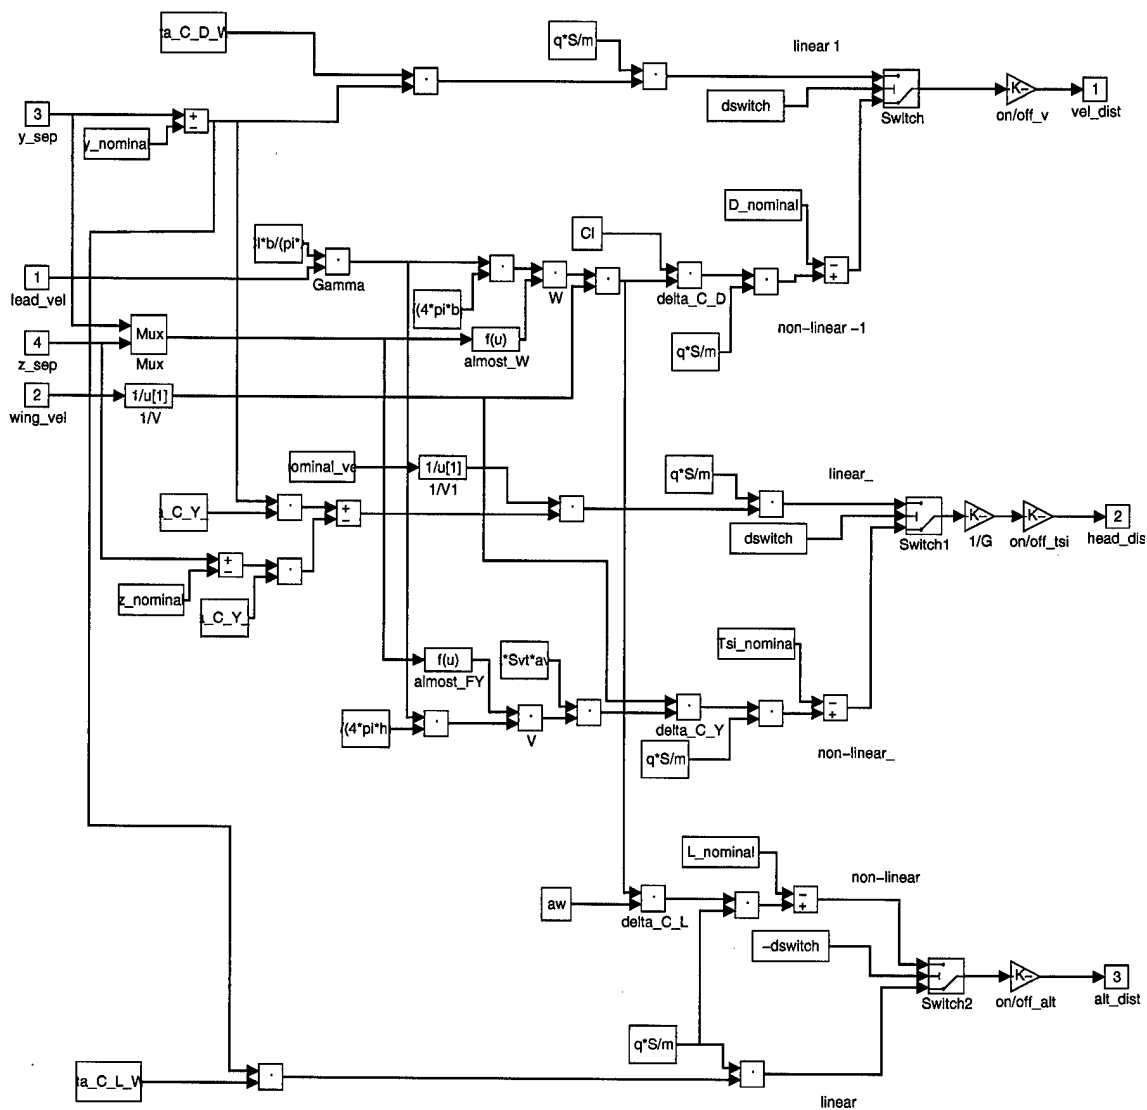 ta_C_D_W
q*S/m
linear 1
3
y_sep
y_nomina
dswitch
Switch
K-
on/off_v
1
vel_dist
D_nominal
Cl
l*b/(pi*
Gamma
1
lead_vel
((4*pi*b
W
delta_C_D
non-linear -1
q*S/m
4
z_sep
Mux
Mux
f(u)
almost_W
2
wing_vel
1/u[1]
1/V
ominal_ve
1/u[1]
1/V1
q*S/m
linear_
_C_Y_
dswitch
Switch1
K-
1/G
K-
on/off_tsi
2
head_dis
z_nominal
_C_Y_
f(u)
almost_FY
*Svt*av
Tsi_nomina
((4*pi*h
V
delta_C_Y
q*S/m
non-linear_
L_nominal
non-linear
aw
delta_C_L
-dswitch
Switch2
K-
on/off_alt
3
alt_dist
q*S/m
ta_C_L_W
linear